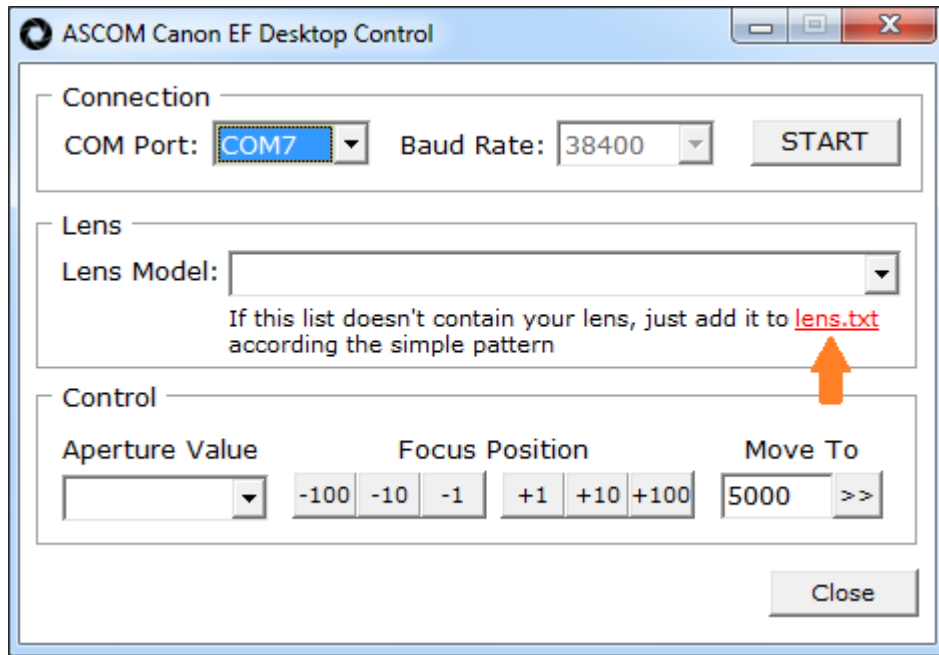 ASCOM Canon EF Desktop Control
Connection
COM Port: COM7 Baud Rate: 38400 START
Lens
Lens Model:
If this list doesn't contain your lens, just add it to lens.txt
according the simple pattern
Control
Aperture Value Focus Position Move To
-100 -10 -1 +1 +10 +100 5000 >>
Close